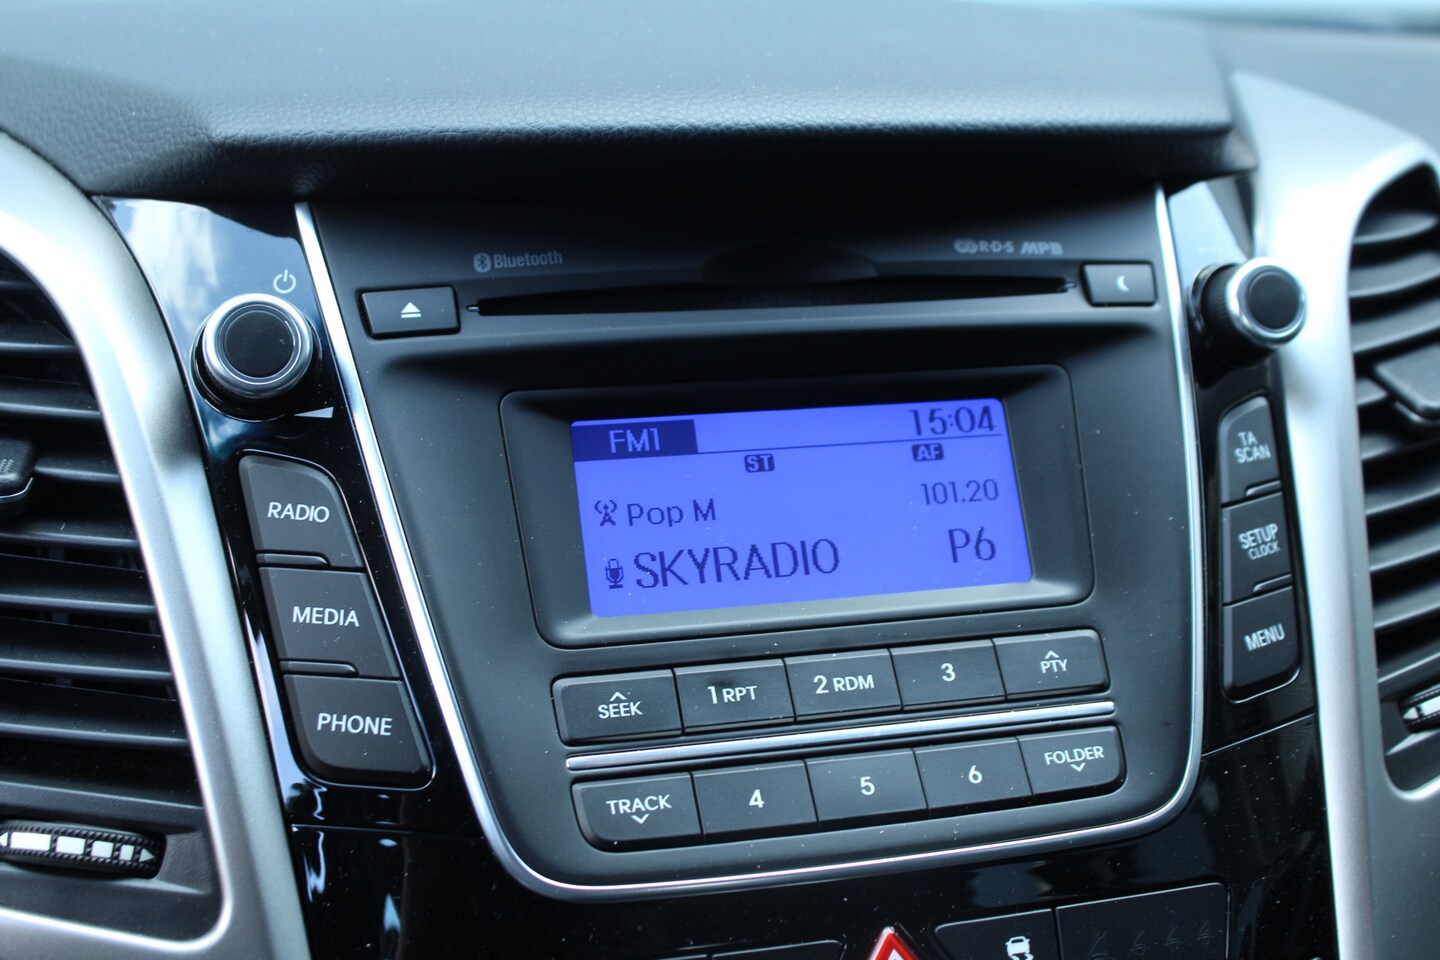 Bluetooth
R·D·S MP3
FM1 15:04
ST AF
Pop M 101.20
SKYRADIO P6
RADIO
MEDIA
PHONE
TA
SCAN
SETUP
CLOCK
MENU
SEEK 1 RPT 2 RDM 3 PTY
TRACK 4 5 6 FOLDER